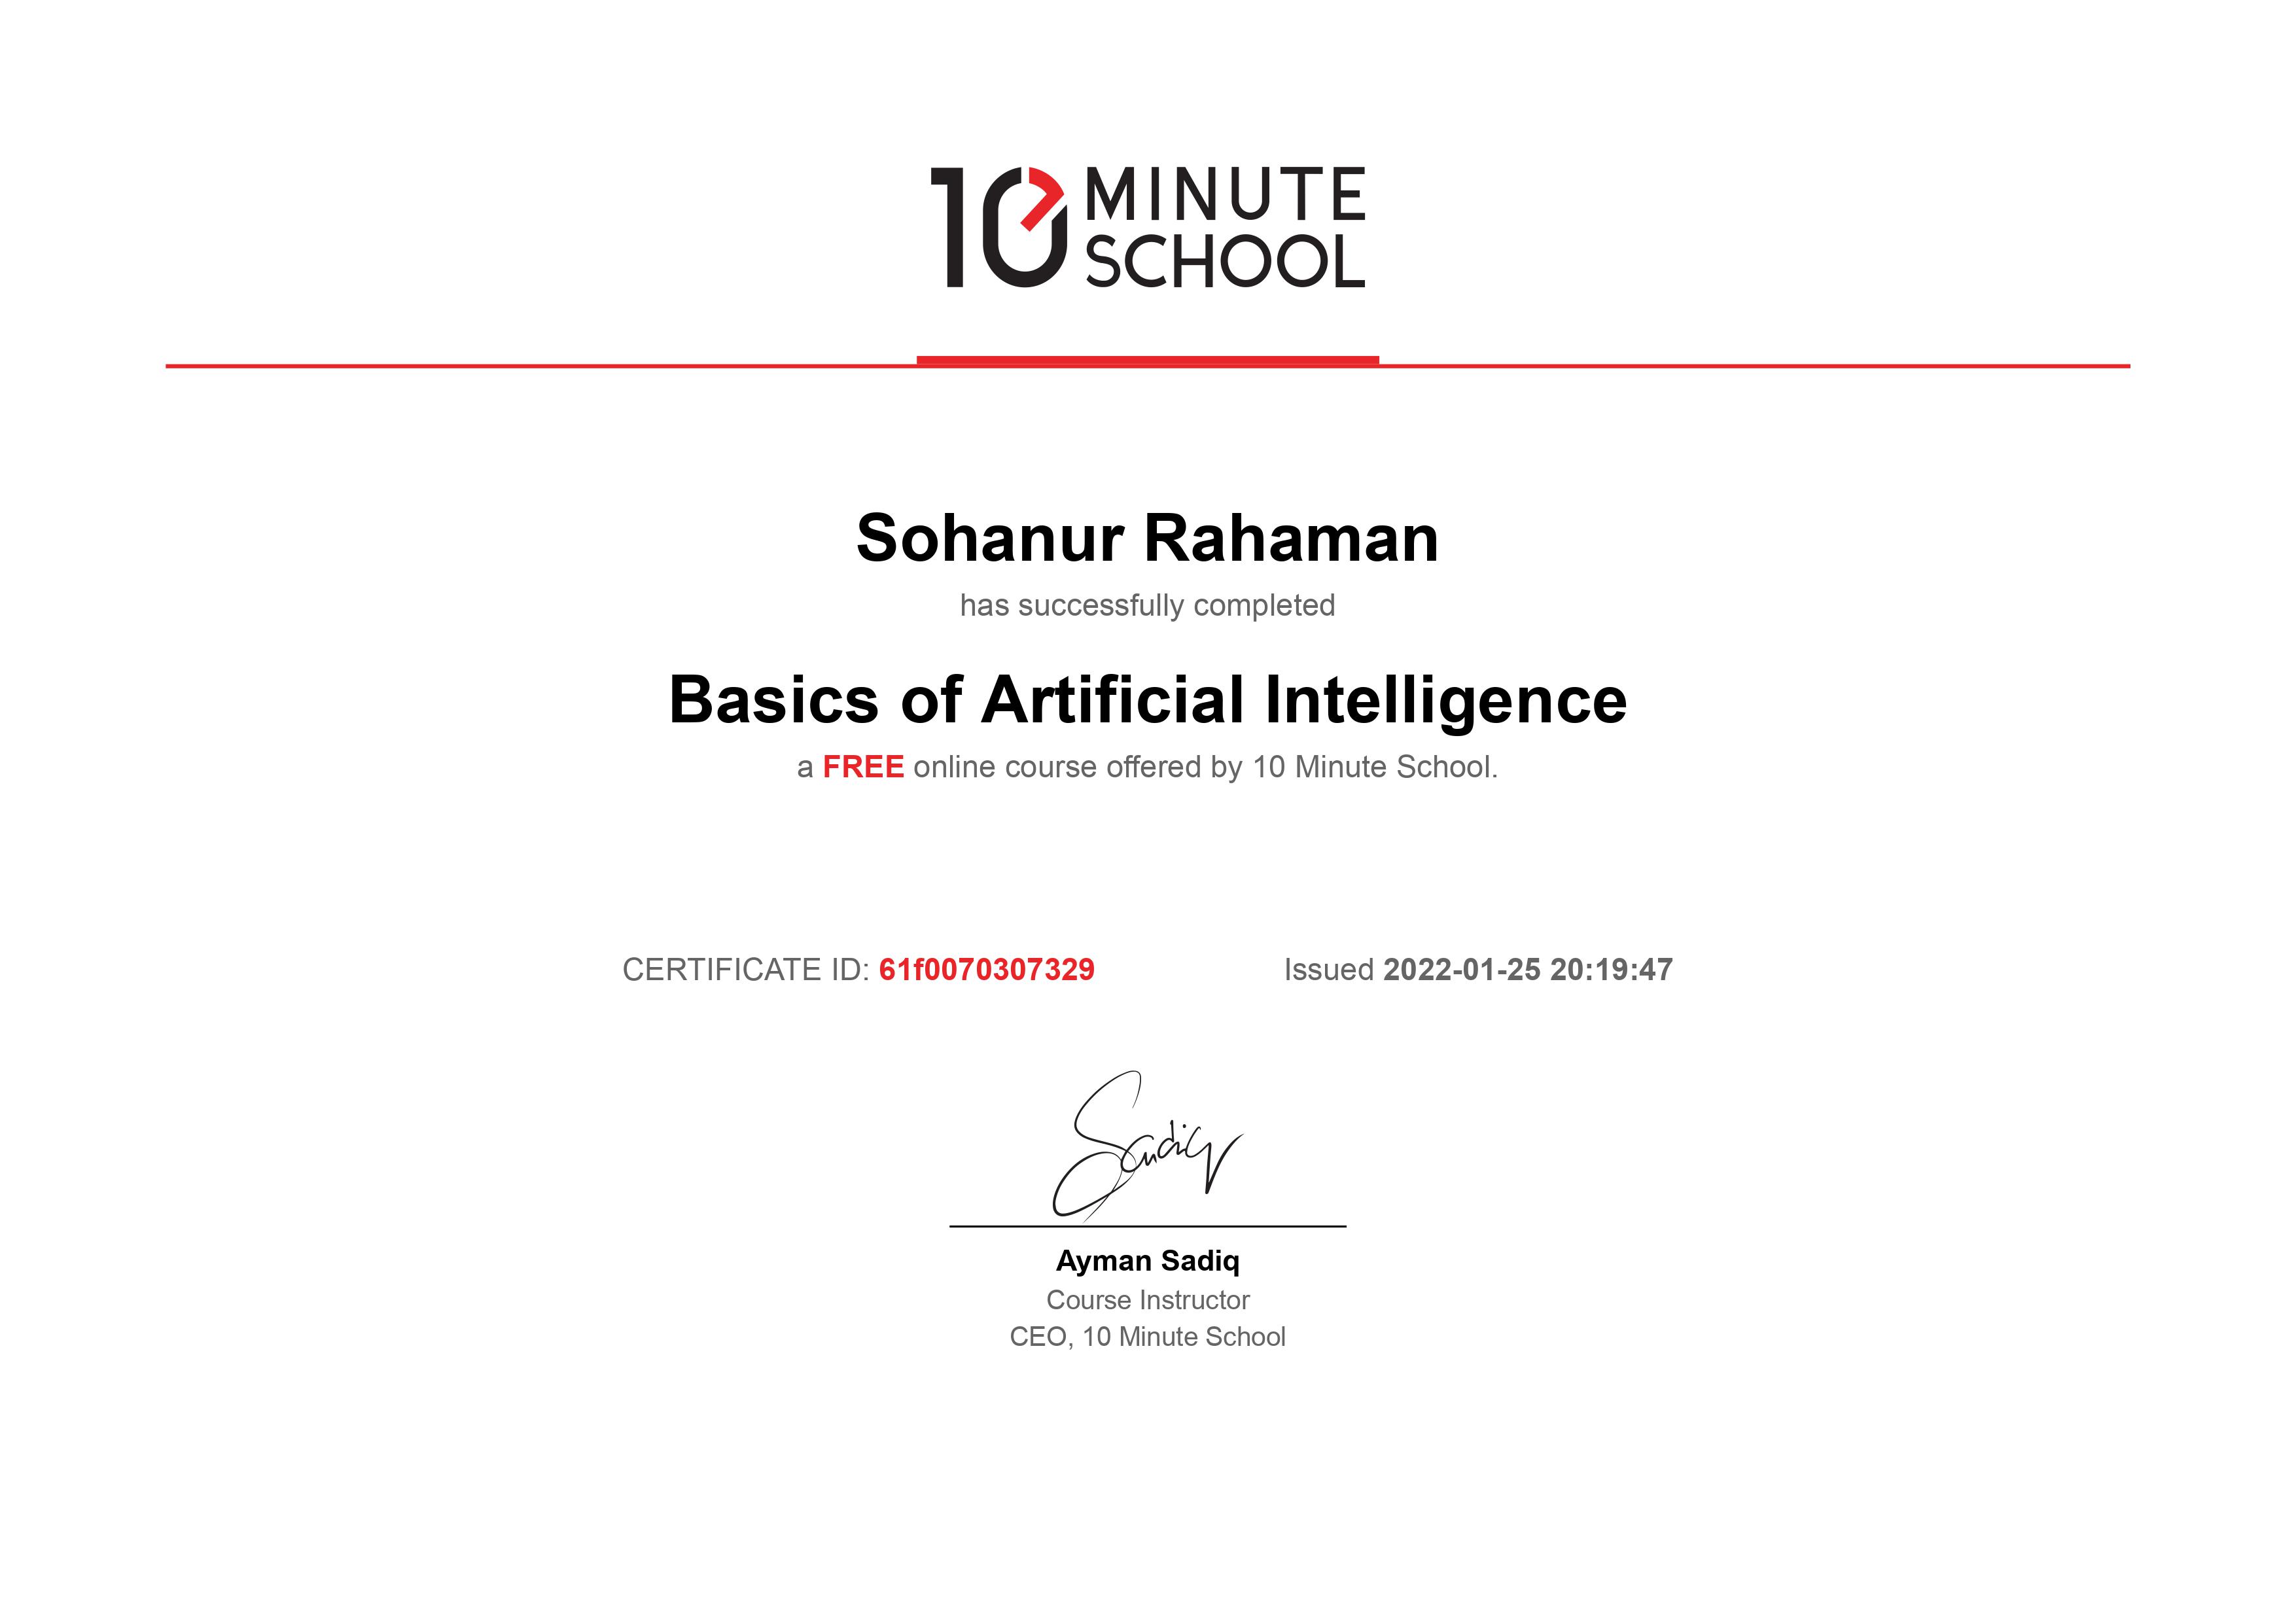 10 MINUTE
SCHOOL
Sohanur Rahaman
has successfully completed
Basics of Artificial Intelligence
a FREE online course offered by 10 Minute School.
CERTIFICATE ID: 61f0070307329 Issued 2022-01-25 20:19:47
Sadiq
Ayman Sadiq
Course Instructor
CEO, 10 Minute School